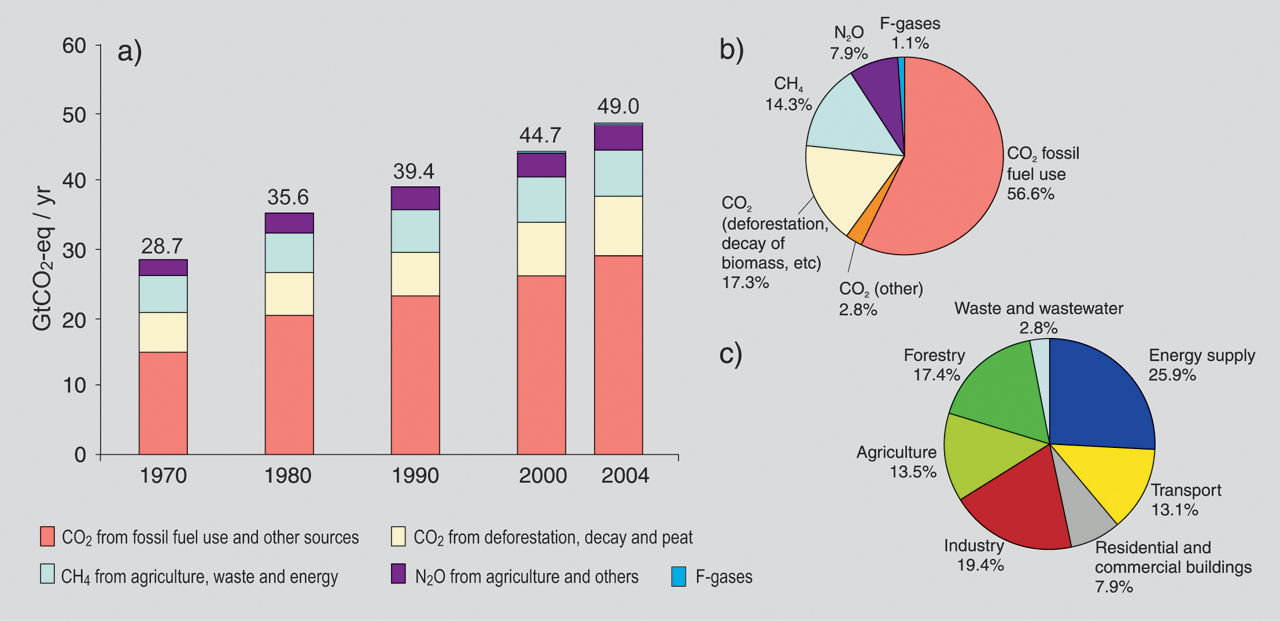 a)
60
50
40
30
20
10
0
GtCO₂-eq / yr
28.7
35.6
39.4
44.7
49.0
1970
1980
1990
2000
2004
CO₂ from fossil fuel use and other sources
CO₂ from deforestation, decay and peat
CH₄ from agriculture, waste and energy
N₂O from agriculture and others
F-gases
b)
F-gases
1.1%
N₂O
7.9%
CH₄
14.3%
CO₂ fossil
fuel use
56.6%
CO₂
(deforestation,
decay of
biomass, etc)
17.3%
CO₂ (other)
2.8%
c)
Waste and wastewater
2.8%
Forestry
17.4%
Energy supply
25.9%
Agriculture
13.5%
Transport
13.1%
Industry
19.4%
Residential and
commercial buildings
7.9%